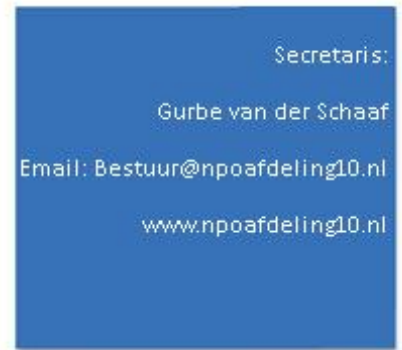 Secretaris:
Gurbe van der Schaaf
Email: Bestuur@npoafdeling10.nl
www.npoafdeling10.nl